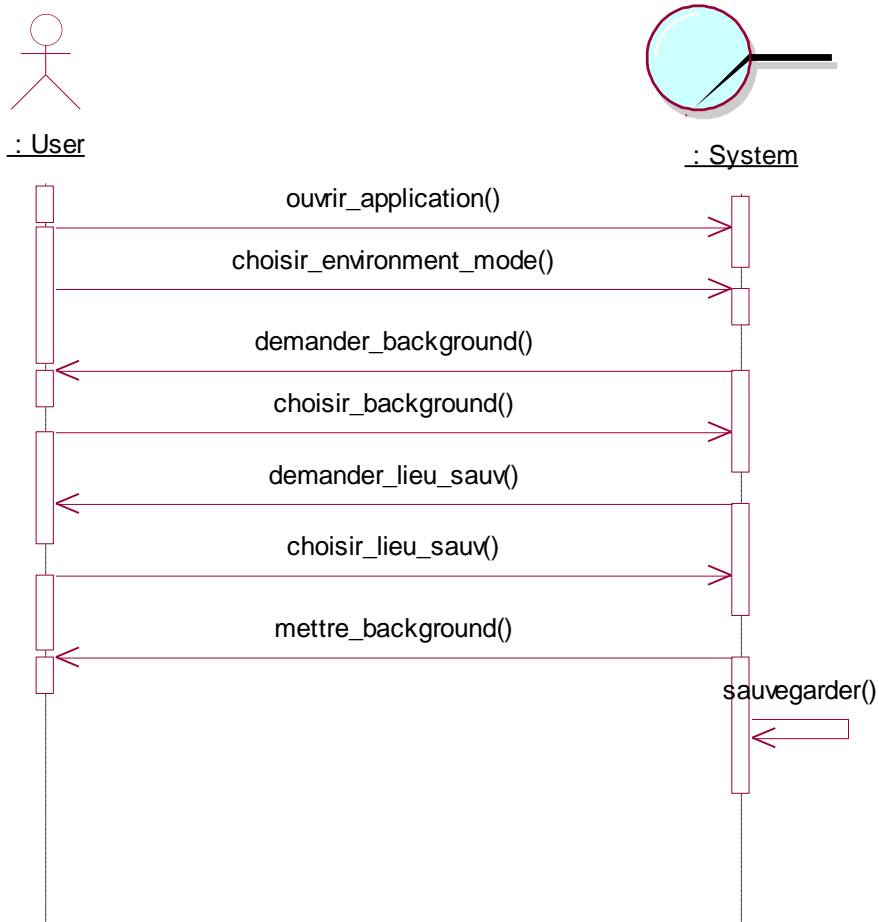 : User
: System
ouvrir_application()
choisir_environment_mode()
demander_background()
choisir_background()
demander_lieu_sauv()
choisir_lieu_sauv()
mettre_background()
sauvegarder()